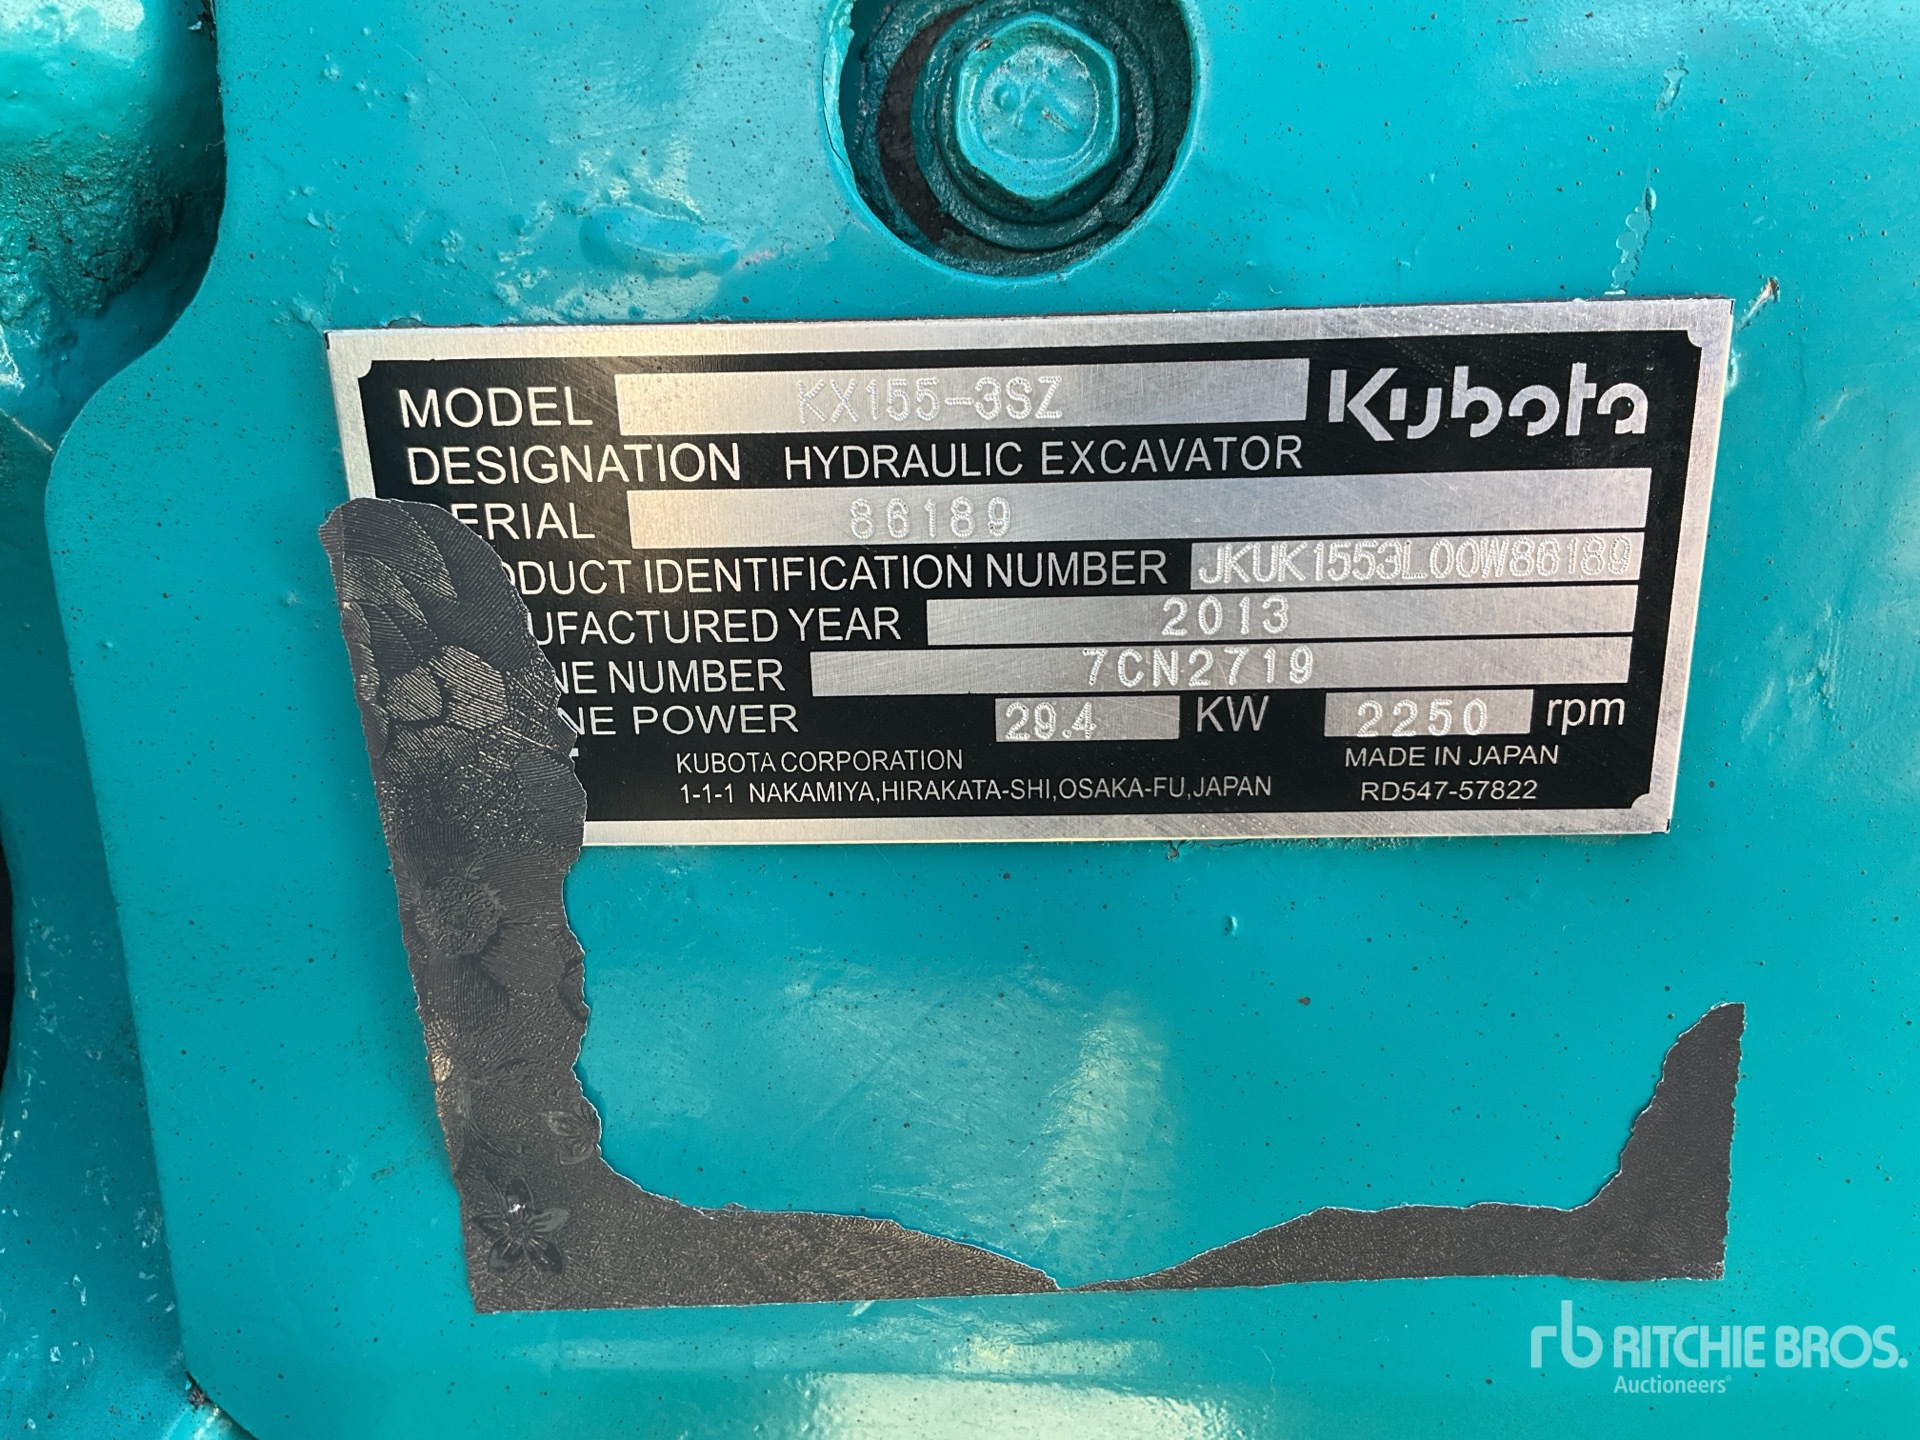 MODEL KX155-3SZ Kubota
DESIGNATION HYDRAULIC EXCAVATOR
ERIAL 86189
ODUCT IDENTIFICATION NUMBER JKUK1553L00W86189
UFACTURED YEAR 2013
NE NUMBER 7CN2719
NE POWER 29.4 KW 2250 rpm
KUBOTA CORPORATION MADE IN JAPAN
1-1-1 NAKAMIYA,HIRAKATA-SHI,OSAKA-FU,JAPAN RD547-57822
rb RITCHIE BROS.
Auctioneers